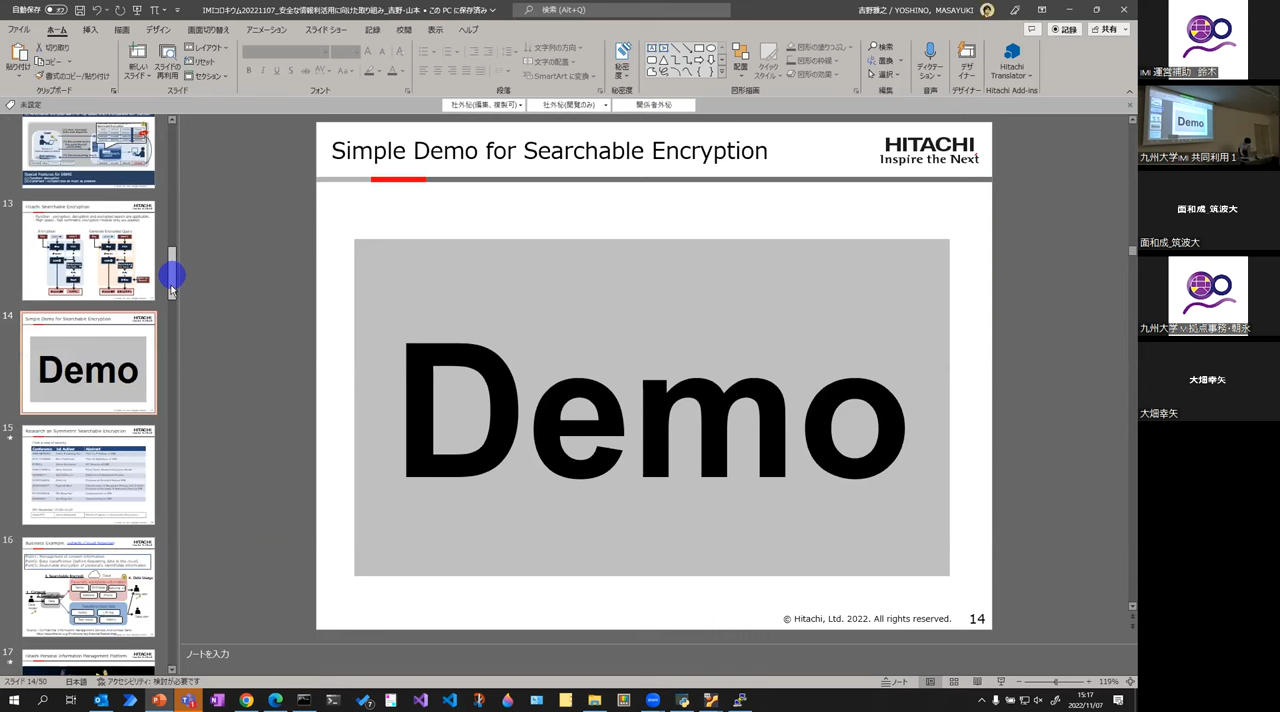 自動保存 オフ
IMIコロキウム20221107_安全な情報利活用に向けた取り組み_吉野-山本 • この PC に保存済み
検索 (Alt+Q)
吉野雅之 / YOSHINO, MASAYUKI
ファイル ホーム 挿入 描画 デザイン 画面切り替え アニメーション スライド ショー 記録 校閲 表示 ヘルプ
記録 共有
貼り付け
切り取り
コピー
書式のコピー/貼り付け
新しい
スライド
スライドの
再利用
レイアウト
リセット
セクション
文字列の方向
文字の配置
SmartArt に変換
秘密
度
配置
クイック
スタイル
図形の塗りつぶし
図形の枠線
図形の効果
検索
置換
選択
ディクテー
ション
デザ
イナー
Hitachi
Translator
クリップボード スライド フォント 段落 秘密度 図形描画 編集 音声 デザイナー Hitachi Add-ins
未設定
社外秘(編集、複製可) 社外秘(閲覧のみ) 関係者外秘
13
Hitachi Searchable Encryption
14
Simple Demo for Searchable Encryption
Demo
15
Research on Symmetric Searchable Encryption
16
Business Example
17
Hitachi Personal Information Management Platform
Simple Demo for Searchable Encryption
HITACHI
Inspire the Next
Demo
© Hitachi, Ltd. 2022. All rights reserved. 14
ノートを入力
スライド 14/50 日本語 アクセシビリティ: 検討が必要です
ノート
119%
15:17
2022/11/07
IMI 運営補助 鈴木
Demo
九州大学IMI 共同利用 1
面和成_筑波大
面和成_筑波大
大畑幸矢
大畑幸矢